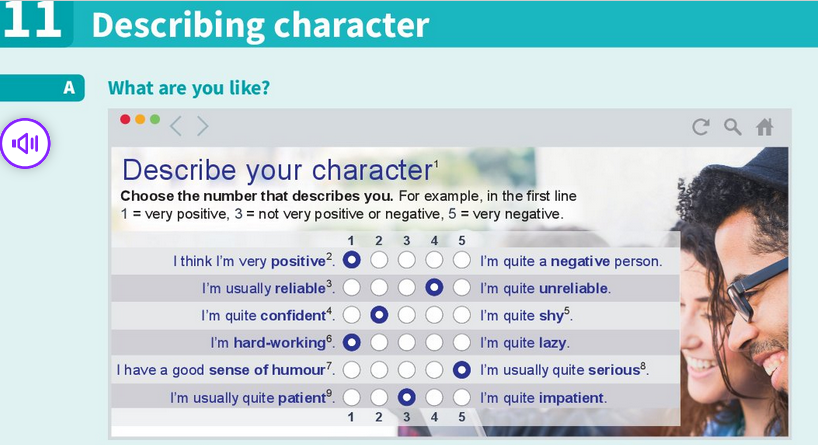 11 Describing character
A What are you like?
Describe your character¹
Choose the number that describes you. For example, in the first line
1 = very positive, 3 = not very positive or negative, 5 = very negative.
1 2 3 4 5
I think I'm very positive². I'm quite a negative person.
I'm usually reliable³. I'm quite unreliable.
I'm quite confident⁴. I'm quite shy⁵.
I'm hard-working⁶. I'm quite lazy.
I have a good sense of humour⁷. I'm usually quite serious⁸.
I'm usually quite patient⁹. I'm quite impatient.
1 2 3 4 5